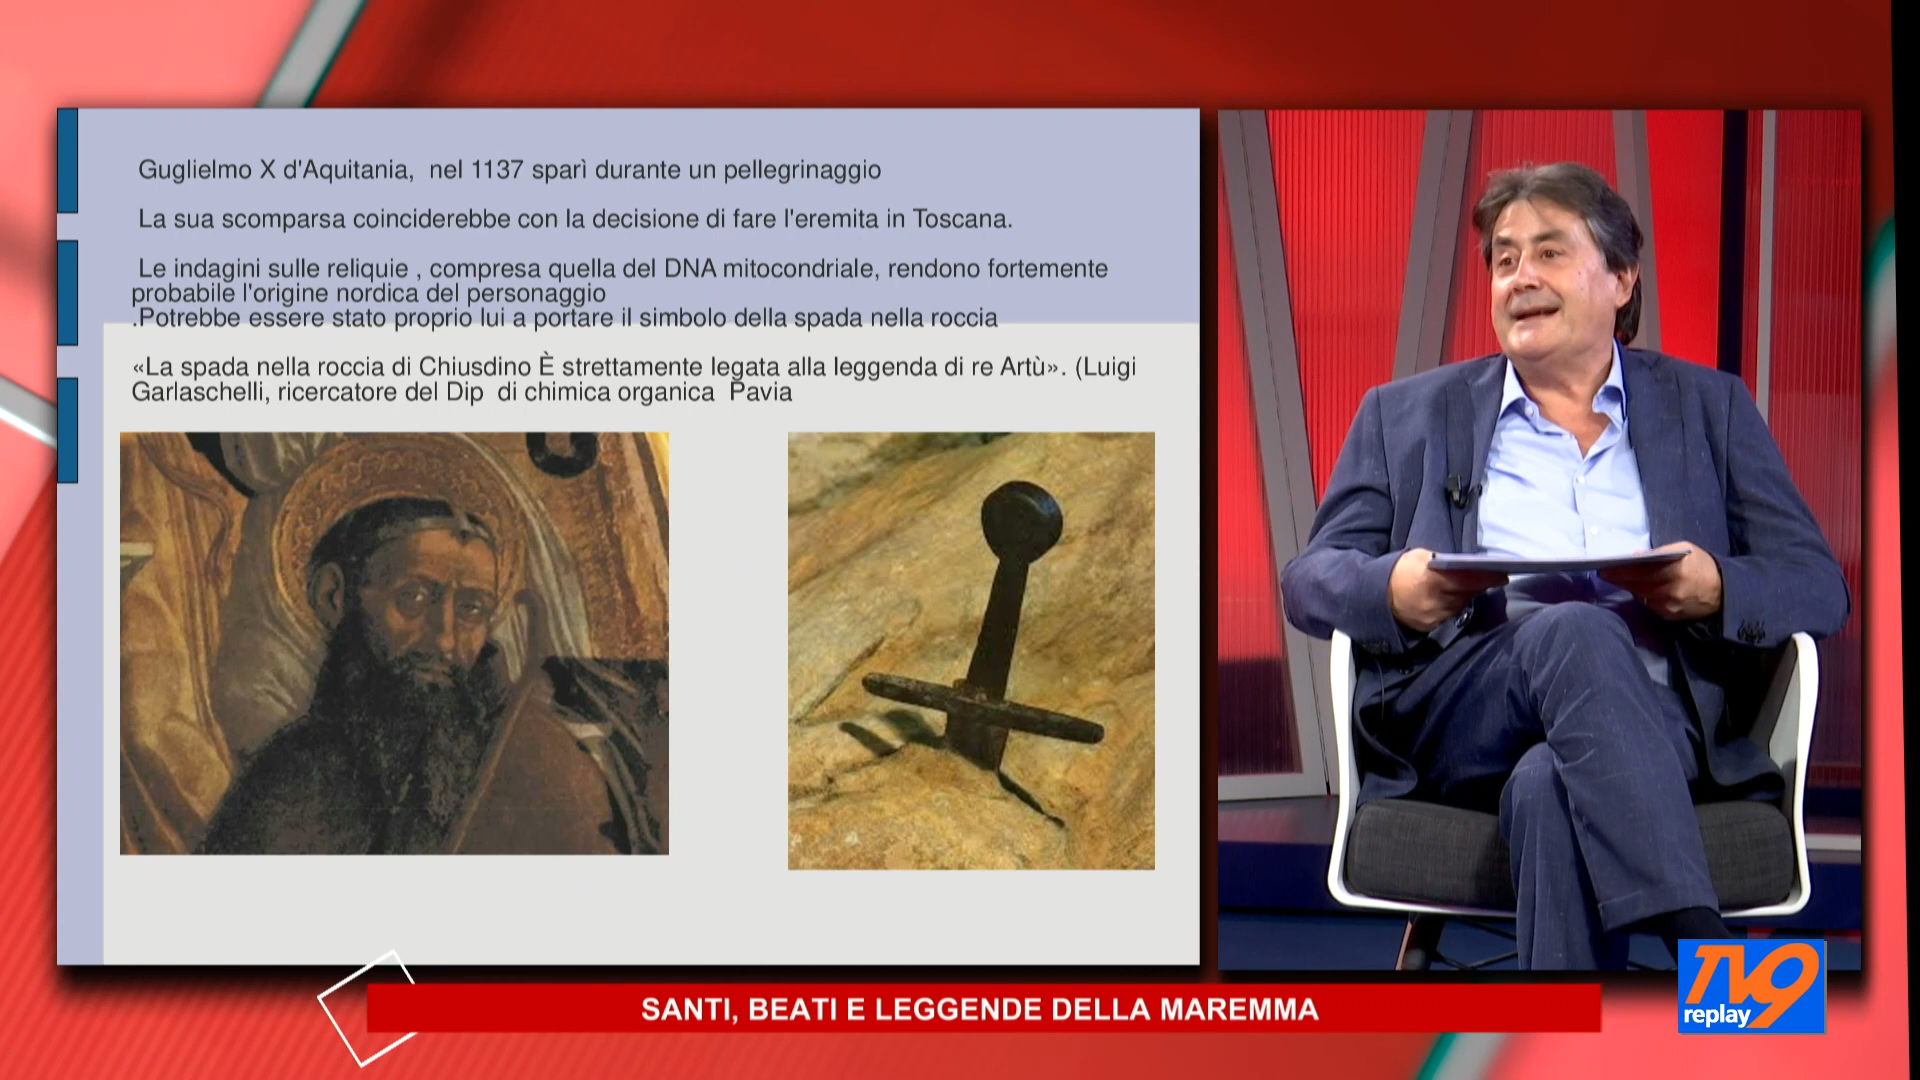 Guglielmo X d'Aquitania, nel 1137 sparì durante un pellegrinaggio
La sua scomparsa coinciderebbe con la decisione di fare l'eremita in Toscana.
Le indagini sulle reliquie , compresa quella del DNA mitocondriale, rendono fortemente
probabile l'origine nordica del personaggio
.Potrebbe essere stato proprio lui a portare il simbolo della spada nella roccia
«La spada nella roccia di Chiusdino È strettamente legata alla leggenda di re Artù». (Luigi
Garlaschelli, ricercatore del Dip di chimica organica Pavia
SANTI, BEATI E LEGGENDE DELLA MAREMMA
TV9
replay